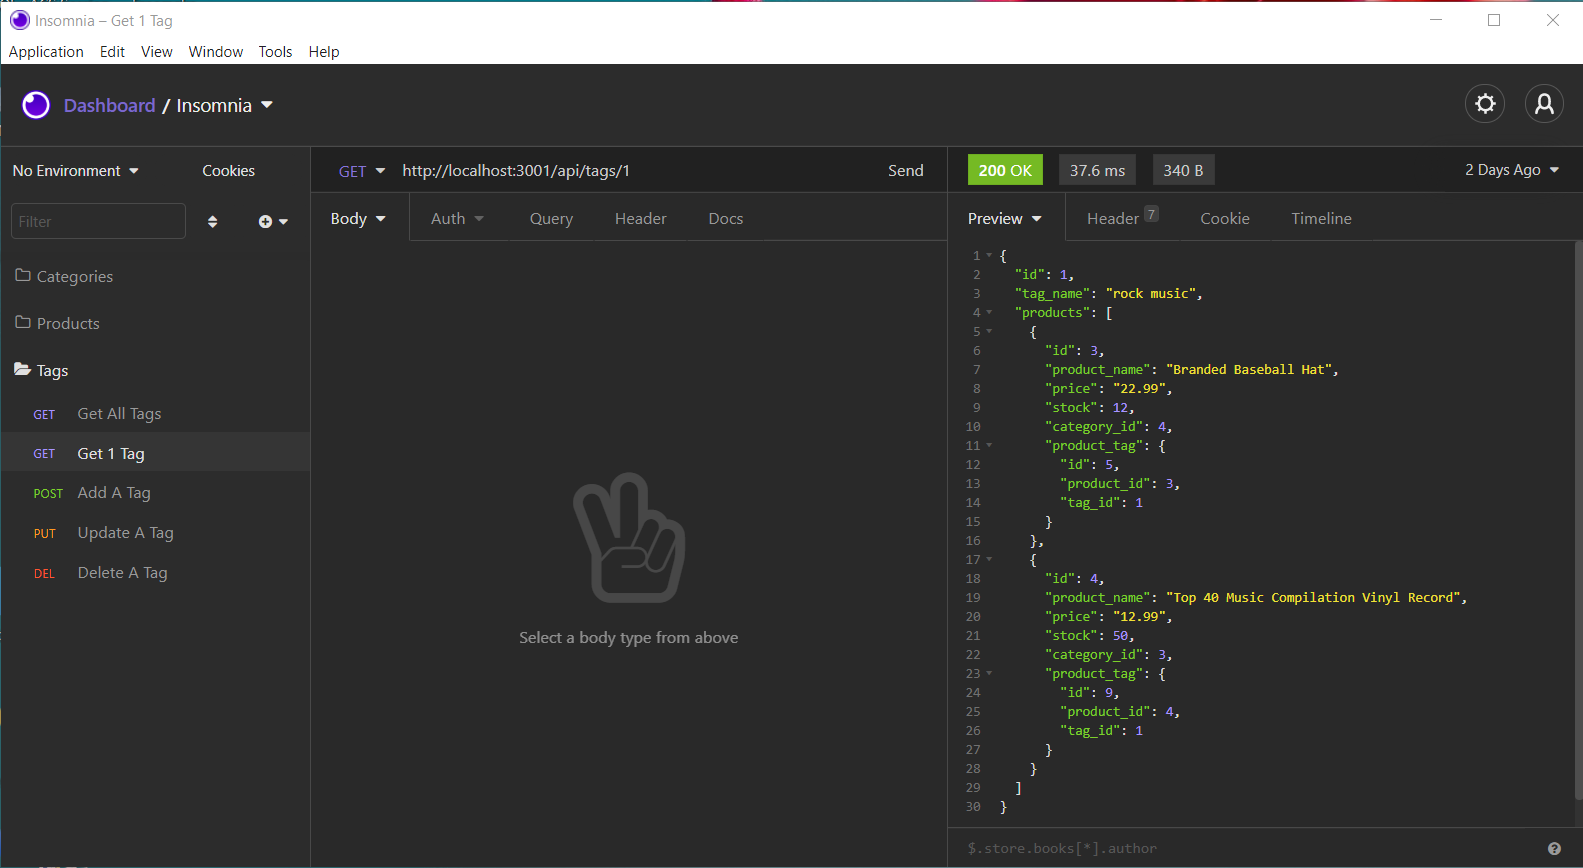 Insomnia – Get 1 Tag
Application Edit View Window Tools Help
Dashboard / Insomnia
No Environment Cookies
Filter
Categories
Products
Tags
GET Get All Tags
GET Get 1 Tag
POST Add A Tag
PUT Update A Tag
DEL Delete A Tag
GET http://localhost:3001/api/tags/1 Send
Body Auth Query Header Docs
Select a body type from above
200 OK 37.6 ms 340 B 2 Days Ago
Preview Header 7 Cookie Timeline
1 {
2 "id": 1,
3 "tag_name": "rock music",
4 "products": [
5 {
6 "id": 3,
7 "product_name": "Branded Baseball Hat",
8 "price": "22.99",
9 "stock": 12,
10 "category_id": 4,
11 "product_tag": {
12 "id": 5,
13 "product_id": 3,
14 "tag_id": 1
15 }
16 },
17 {
18 "id": 4,
19 "product_name": "Top 40 Music Compilation Vinyl Record",
20 "price": "12.99",
21 "stock": 50,
22 "category_id": 3,
23 "product_tag": {
24 "id": 9,
25 "product_id": 4,
26 "tag_id": 1
27 }
28 }
29 ]
30 }
$.store.books[*].author